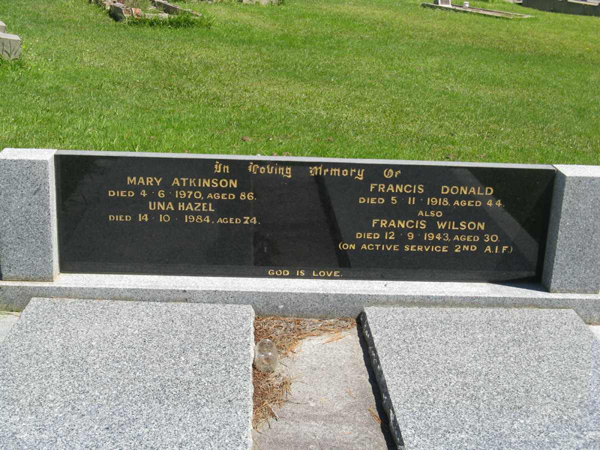 In Loving Memory Of
MARY ATKINSON
DIED 4·6·1970, AGED 86.
UNA HAZEL
DIED 14·10·1984, AGED 74.
FRANCIS DONALD
DIED 5·11·1918, AGED 44.
ALSO
FRANCIS WILSON
DIED 12·9·1943, AGED 30.
(ON ACTIVE SERVICE 2ND A.I.F.)
GOD IS LOVE.